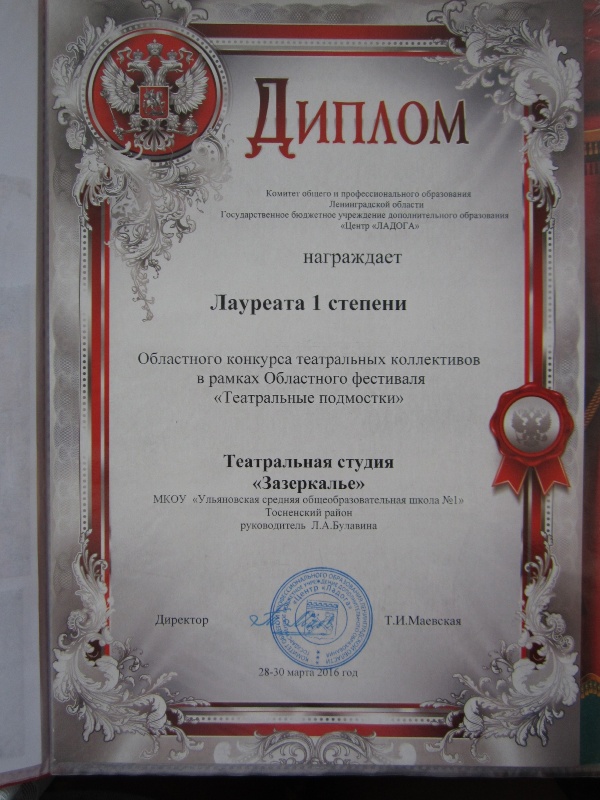 Диплом
Комитет общего и профессионального образования
Ленинградской области
Государственное бюджетное учреждение дополнительного образования
«Центр «ЛАДОГА»
награждает
Лауреата 1 степени
Областного конкурса театральных коллективов
в рамках Областного фестиваля
«Театральные подмостки»
Театральная студия
«Зазеркалье»
МКОУ «Ульяновская средняя общеобразовательная школа №1»
Тосненский район
руководитель Л.А.Булавина
Директор
Т.И.Маевская
«Центр «Ладога»
28-30 марта 2016 год